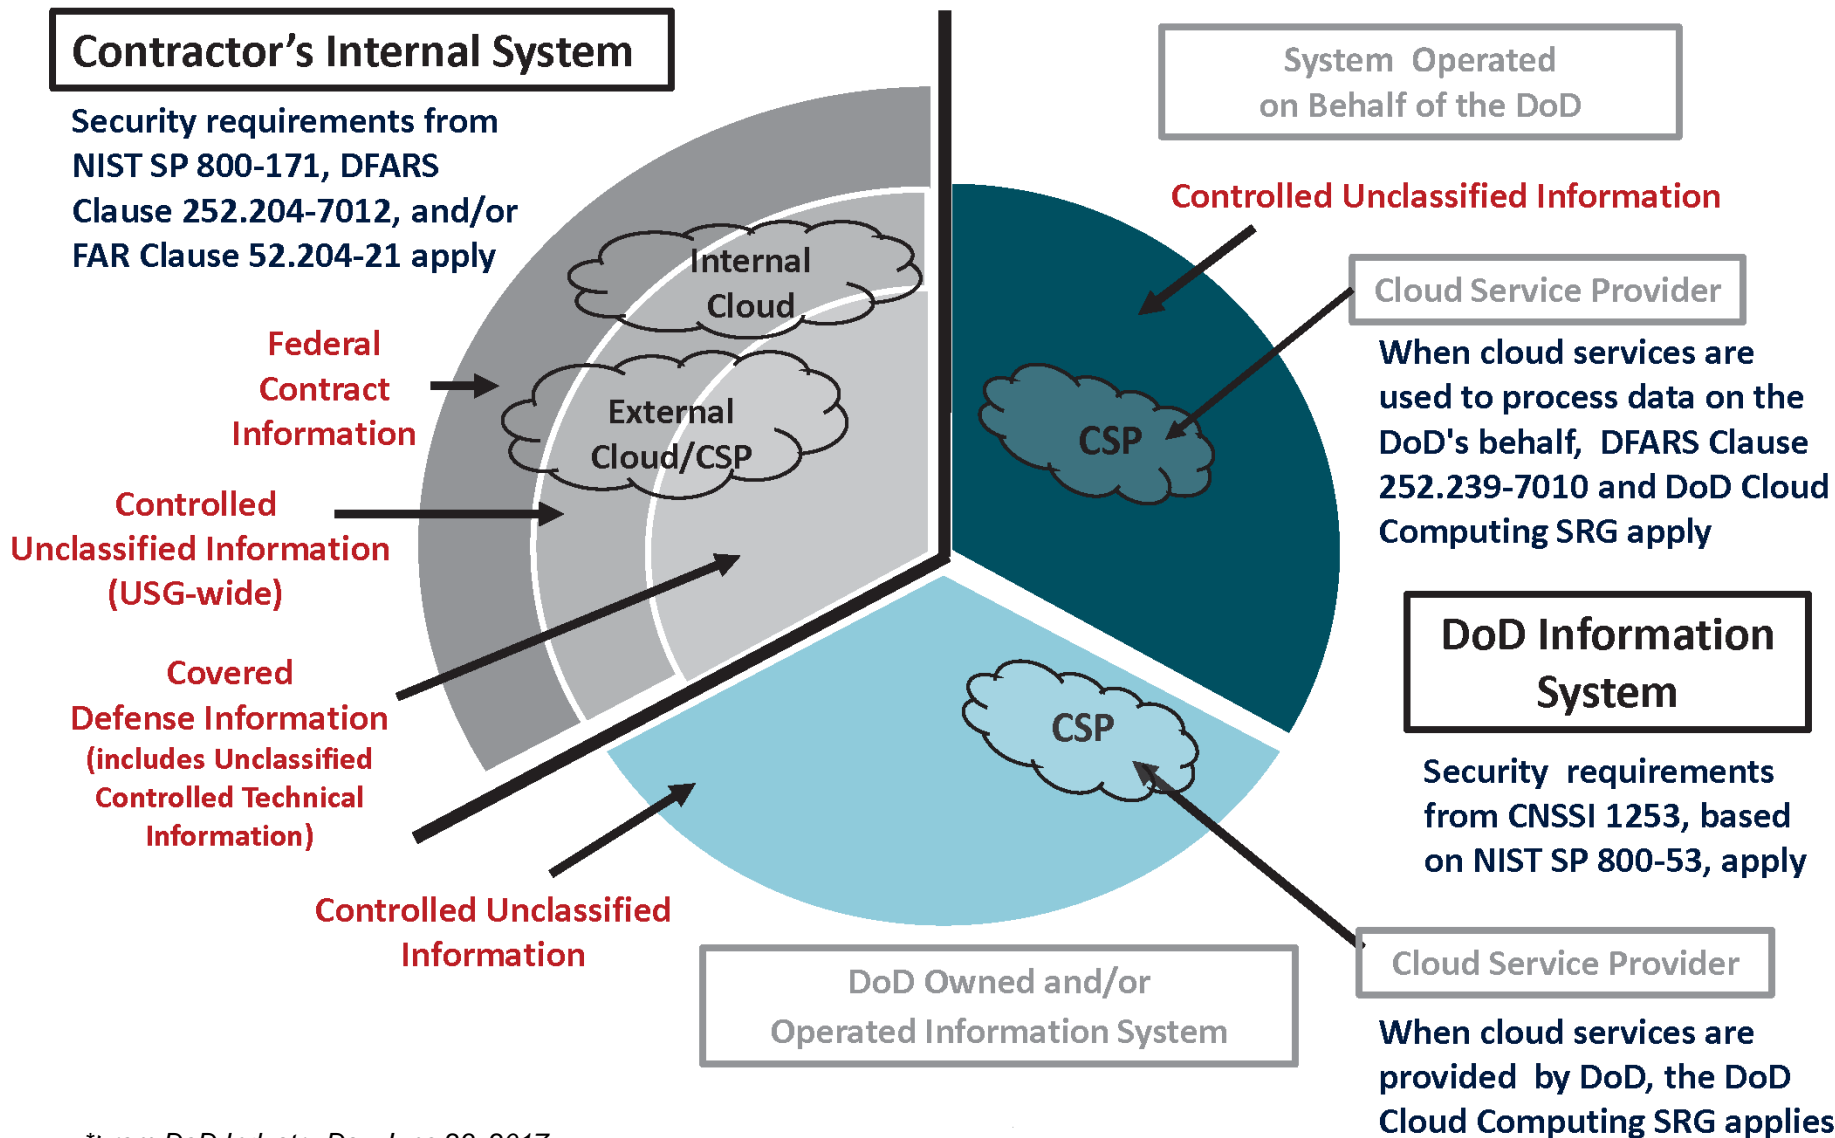 Contractor's Internal System
Security requirements from
NIST SP 800-171, DFARS
Clause 252.204-7012, and/or
FAR Clause 52.204-21 apply
Federal
Contract
Information
Controlled
Unclassified Information
(USG-wide)
Covered
Defense Information
(includes Unclassified
Controlled Technical
Information)
Internal
Cloud
External
Cloud/CSP
System Operated
on Behalf of the DoD
Controlled Unclassified Information
Cloud Service Provider
When cloud services are
used to process data on the
DoD's behalf, DFARS Clause
252.239-7010 and DoD Cloud
Computing SRG apply
CSP
DoD Information
System
Security requirements
from CNSSI 1253, based
on NIST SP 800-53, apply
CSP
Controlled Unclassified
Information
DoD Owned and/or
Operated Information System
Cloud Service Provider
When cloud services are
provided by DoD, the DoD
Cloud Computing SRG applies